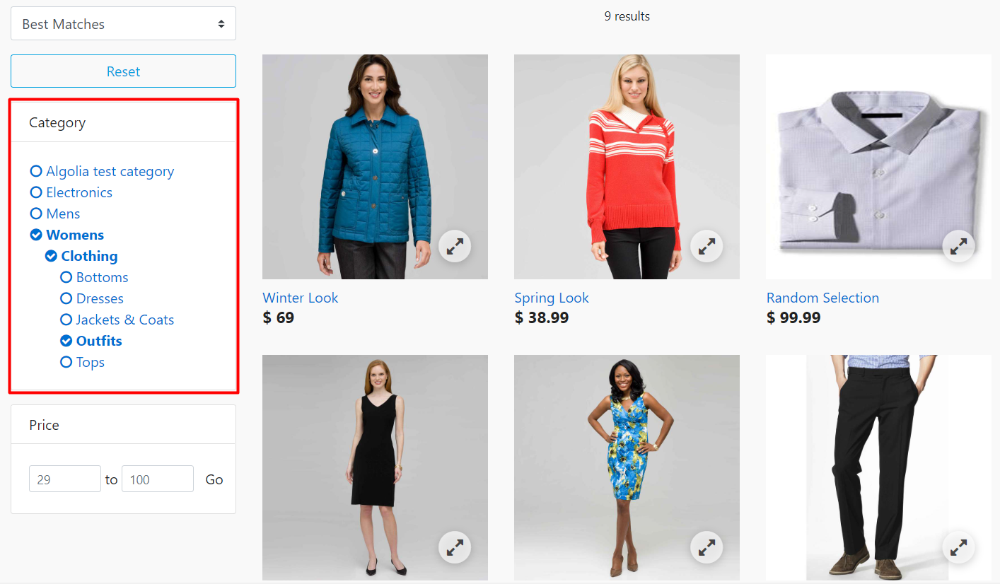 Best Matches
9 results
Reset
Category
Algolia test category
Electronics
Mens
Womens
Clothing
Bottoms
Dresses
Jackets & Coats
Outfits
Tops
Price
29 to 100 Go
Winter Look
$ 69
Spring Look
$ 38.99
Random Selection
$ 99.99